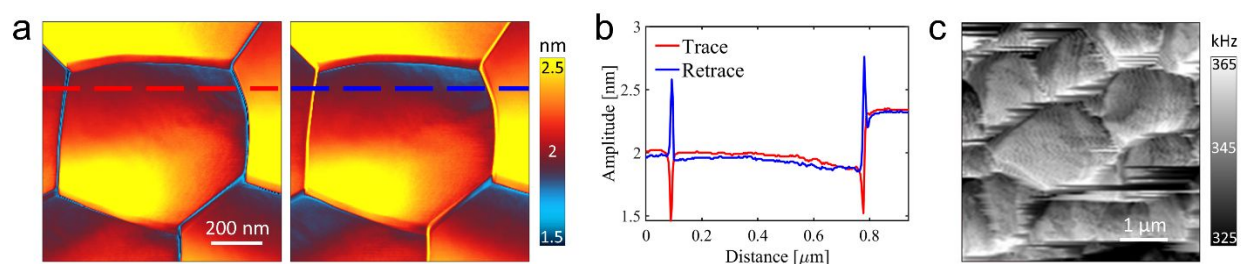 a
200 nm
nm
2.5
2
1.5
b
Trace
Retrace
Amplitude [nm]
3
2.5
2
1.5
0
0.2
0.4
0.6
0.8
Distance [μm]
c
1 μm
kHz
365
345
325